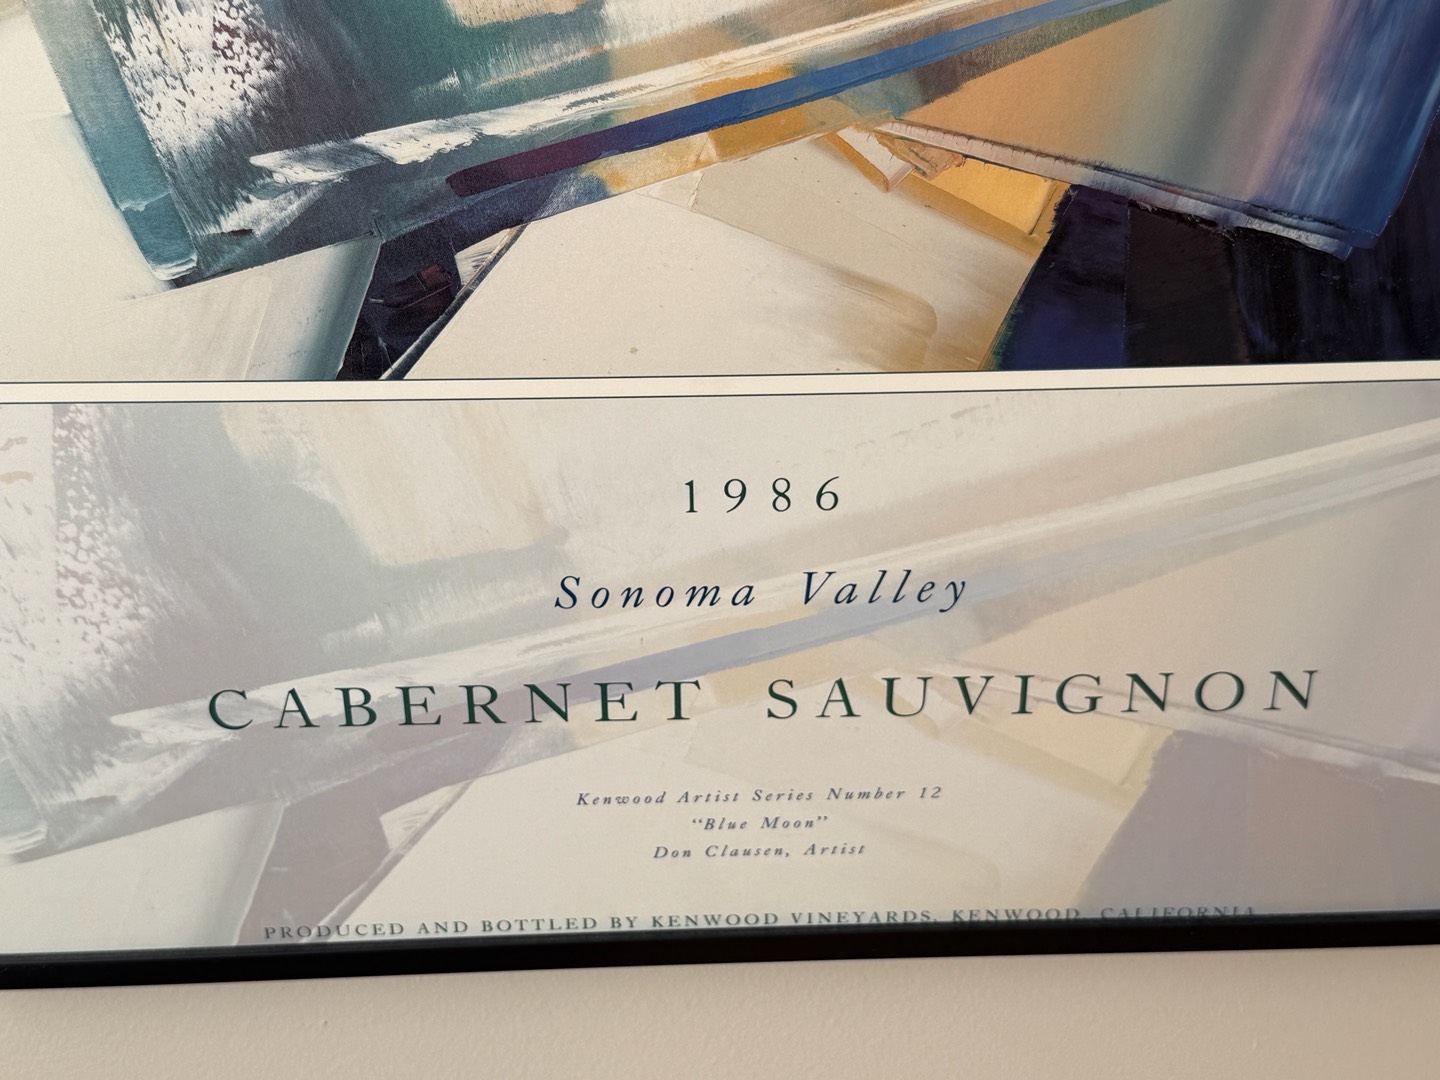 1986
Sonoma Valley
CABERNET SAUVIGNON
Kenwood Artist Series Number 12
“Blue Moon”
Don Clausen, Artist
PRODUCED AND BOTTLED BY KENWOOD VINEYARDS, KENWOOD, CALIFORNIA